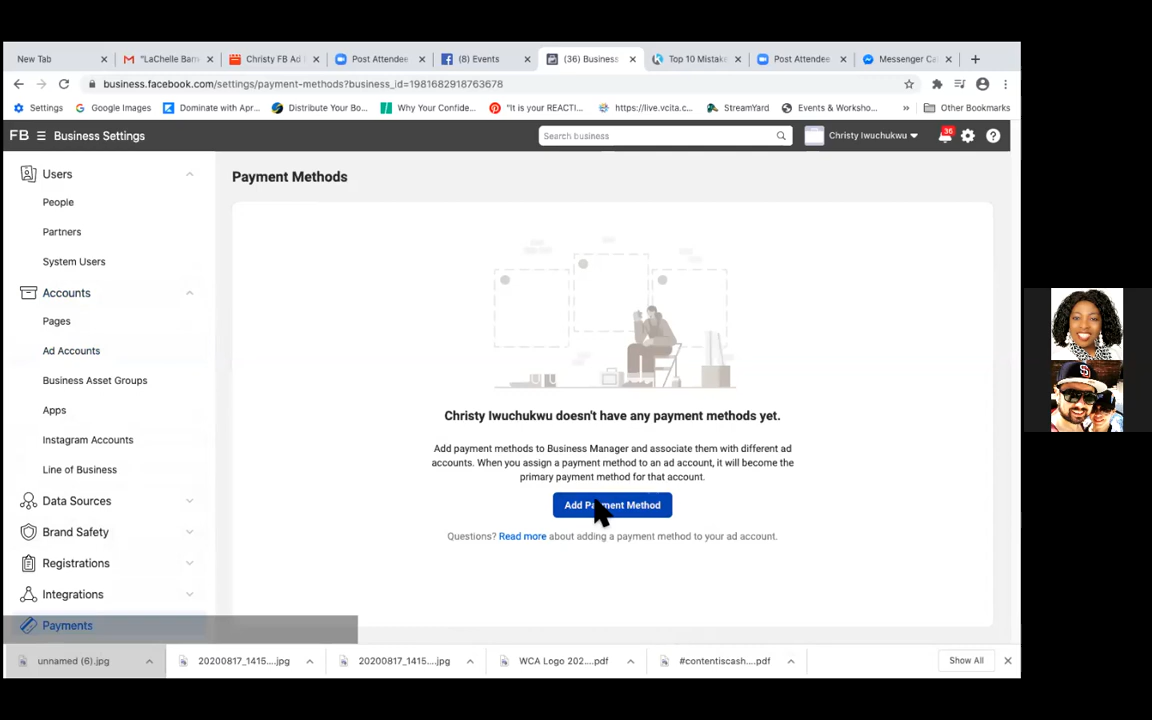 New Tab
"LaChelle Barn
Christy FB Ad I
Post Attendee
(8) Events
(36) Business
Top 10 Mistake
Post Attendee
Messenger Ca
business.facebook.com/settings/payment-methods?business_id=1981682918763678
Settings
Google Images
Dominate with Apr...
Distribute Your Bo...
Why Your Confide...
"It is your REACTI...
https://live.vcita.c...
StreamYard
Events & Worksho...
»
Other Bookmarks
FB
Business Settings
Search business
Christy Iwuchukwu
36
Users
People
Partners
System Users
Accounts
Pages
Ad Accounts
Business Asset Groups
Apps
Instagram Accounts
Line of Business
Data Sources
Brand Safety
Registrations
Integrations
Payments
Payment Methods
Christy Iwuchukwu doesn't have any payment methods yet.
Add payment methods to Business Manager and associate them with different ad
accounts. When you assign a payment method to an ad account, it will become the
primary payment method for that account.
Add Payment Method
Questions? Read more about adding a payment method to your ad account.
unnamed (6).jpg
20200817_1415....jpg
20200817_1415....jpg
WCA Logo 202....pdf
#contentiscash....pdf
Show All